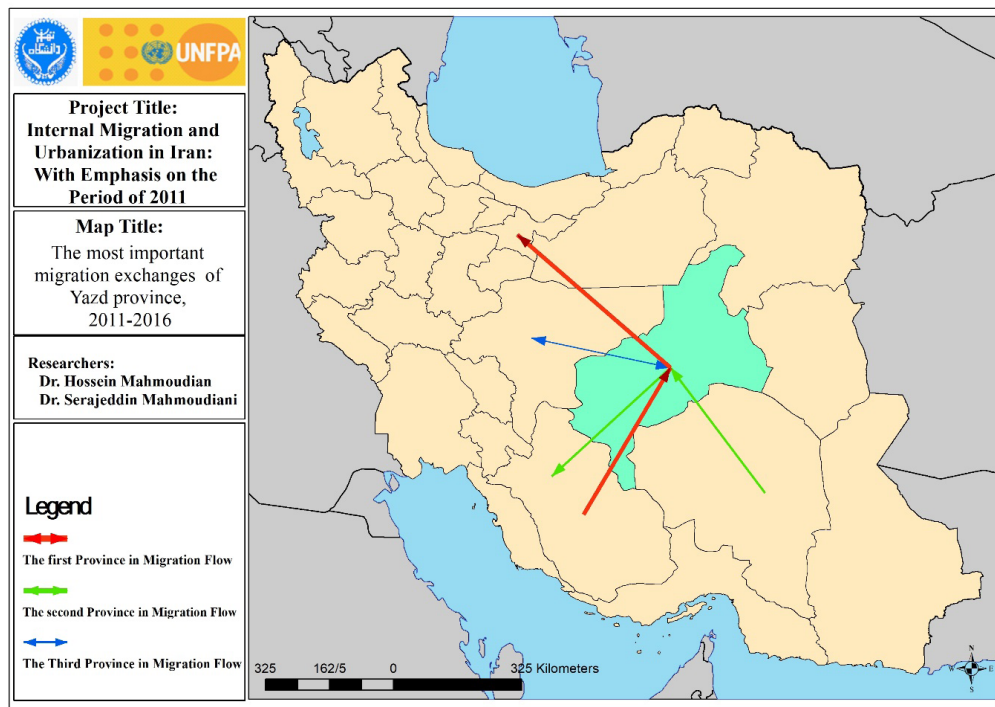 UNFPA
Project Title:
Internal Migration and
Urbanization in Iran:
With Emphasis on the
Period of 2011
Map Title:
The most important
migration exchanges of
Yazd province,
2011-2016
Researchers:
Dr. Hossein Mahmoudian
Dr. Serajeddin Mahmoudiani
Legend
The first Province in Migration Flow
The second Province in Migration Flow
The Third Province in Migration Flow
325 162/5 0 325 Kilometers
N
W E
S